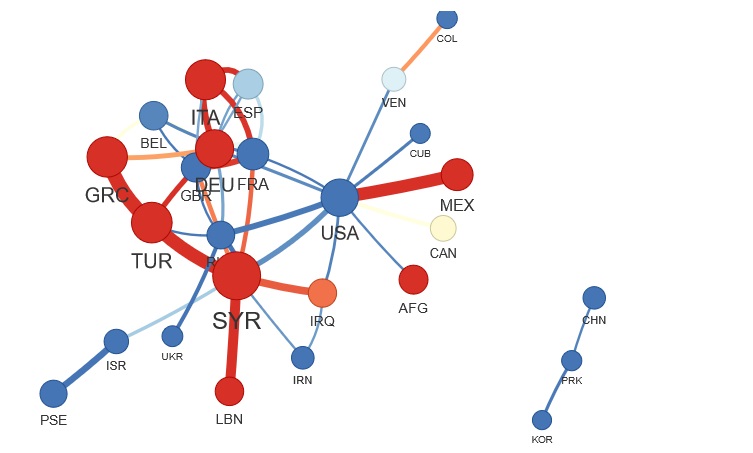 COL
VEN
ITA
ESP
CUB
BEL
DEU
FRA
GBR
GRC
MEX
USA
CAN
TUR
AFG
SYR
IRQ
CHN
UKR
ISR
IRN
PRK
PSE
LBN
KOR